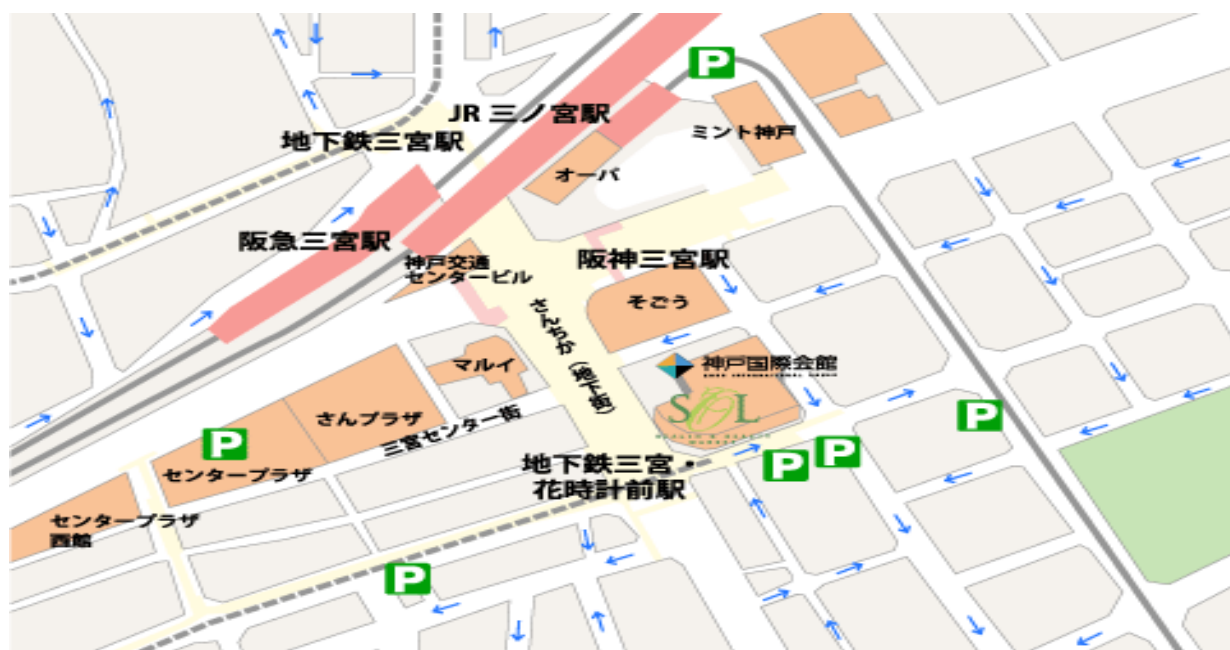 P
JR 三ノ宮駅
地下鉄三宮駅
ミント神戸
オーパ
阪急三宮駅
神戸交通
センタービル
阪神三宮駅
そごう
さんちか（地下街）
マルイ
神戸国際会館
SOL
さんプラザ
三宮センター街
P
P
P
P
センタープラザ
地下鉄三宮・
花時計前駅
センタープラザ
西館
P